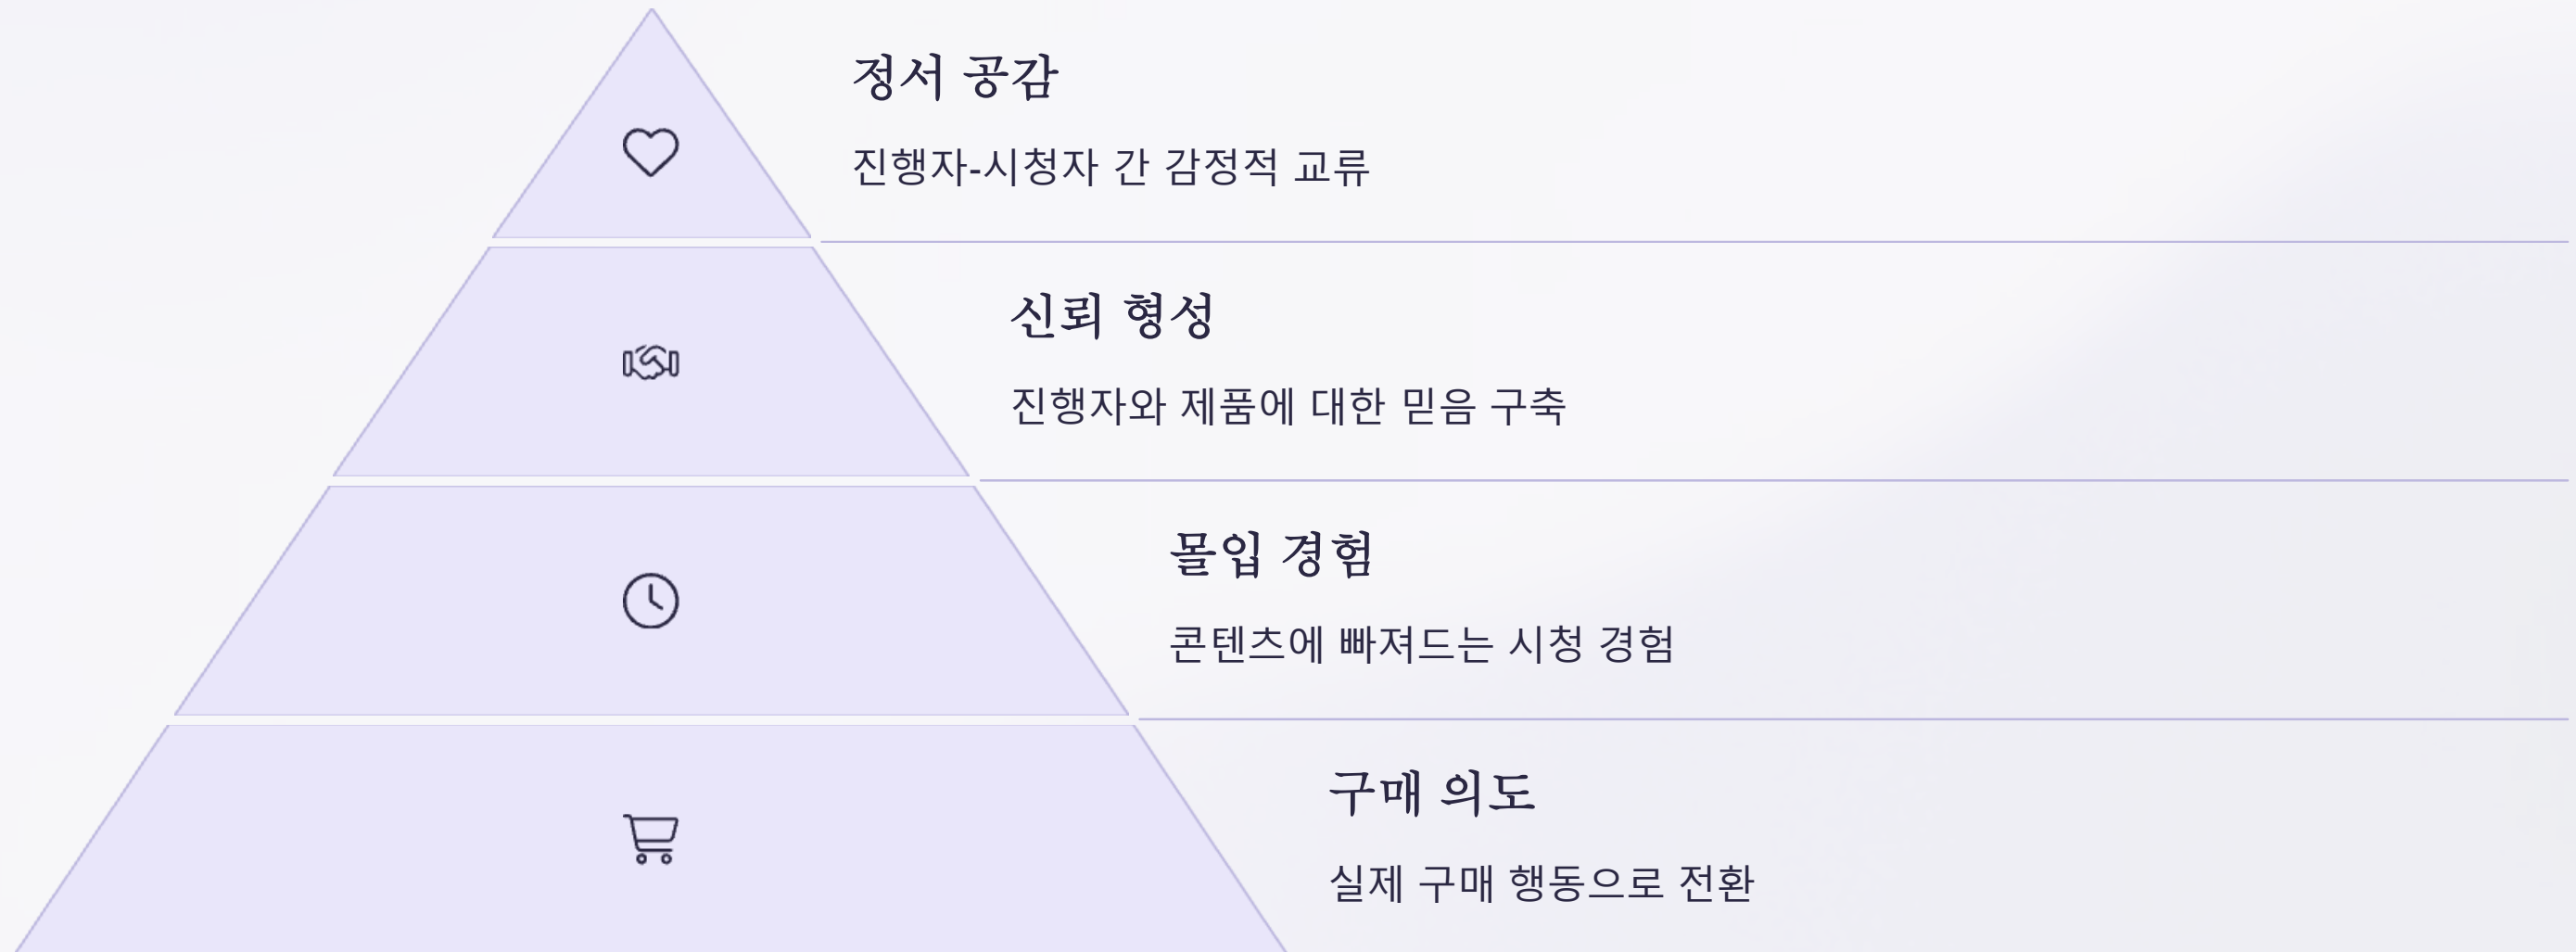 정서 공감
진행자-시청자 간 감정적 교류
신뢰 형성
진행자와 제품에 대한 믿음 구축
몰입 경험
콘텐츠에 빠져드는 시청 경험
구매 의도
실제 구매 행동으로 전환